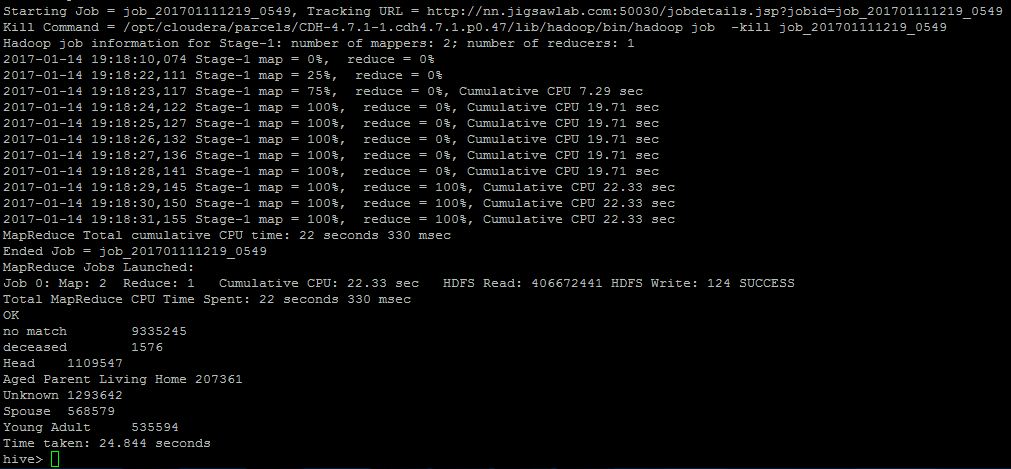 Starting Job = job_201701111219_0549, Tracking URL = http://nn.jigsawlab.com:50030/jobdetails.jsp?jobid=job_201701111219_0549
Kill Command = /opt/cloudera/parcels/CDH-4.7.1-1.cdh4.7.1.p0.47/lib/hadoop/bin/hadoop job  -kill job_201701111219_0549
Hadoop job information for Stage-1: number of mappers: 2; number of reducers: 1
2017-01-14 19:18:10,074 Stage-1 map = 0%,  reduce = 0%
2017-01-14 19:18:22,111 Stage-1 map = 25%,  reduce = 0%
2017-01-14 19:18:23,117 Stage-1 map = 75%,  reduce = 0%, Cumulative CPU 7.29 sec
2017-01-14 19:18:24,122 Stage-1 map = 100%,  reduce = 0%, Cumulative CPU 19.71 sec
2017-01-14 19:18:25,127 Stage-1 map = 100%,  reduce = 0%, Cumulative CPU 19.71 sec
2017-01-14 19:18:26,132 Stage-1 map = 100%,  reduce = 0%, Cumulative CPU 19.71 sec
2017-01-14 19:18:27,136 Stage-1 map = 100%,  reduce = 0%, Cumulative CPU 19.71 sec
2017-01-14 19:18:28,141 Stage-1 map = 100%,  reduce = 0%, Cumulative CPU 19.71 sec
2017-01-14 19:18:29,145 Stage-1 map = 100%,  reduce = 100%, Cumulative CPU 22.33 sec
2017-01-14 19:18:30,150 Stage-1 map = 100%,  reduce = 100%, Cumulative CPU 22.33 sec
2017-01-14 19:18:31,155 Stage-1 map = 100%,  reduce = 100%, Cumulative CPU 22.33 sec
MapReduce Total cumulative CPU time: 22 seconds 330 msec
Ended Job = job_201701111219_0549
MapReduce Jobs Launched:
Job 0: Map: 2  Reduce: 1   Cumulative CPU: 22.33 sec   HDFS Read: 406672441 HDFS Write: 124 SUCCESS
Total MapReduce CPU Time Spent: 22 seconds 330 msec
OK
no match        9335245
deceased        1576
Head    1109547
Aged Parent Living Home 207361
Unknown 1293642
Spouse  568579
Young Adult     535594
Time taken: 24.844 seconds
hive>